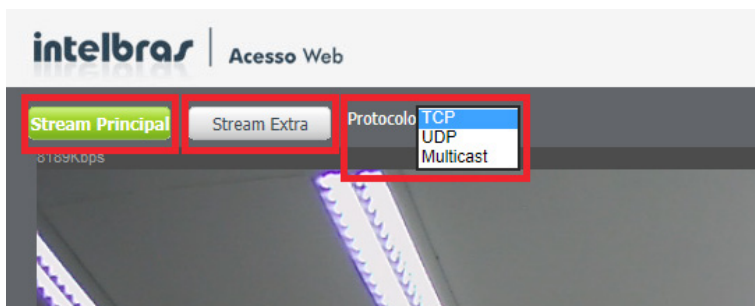 intelbras Acesso Web
Stream Principal Stream Extra Protocolo TCP
UDP
Multicast
8189Kbps